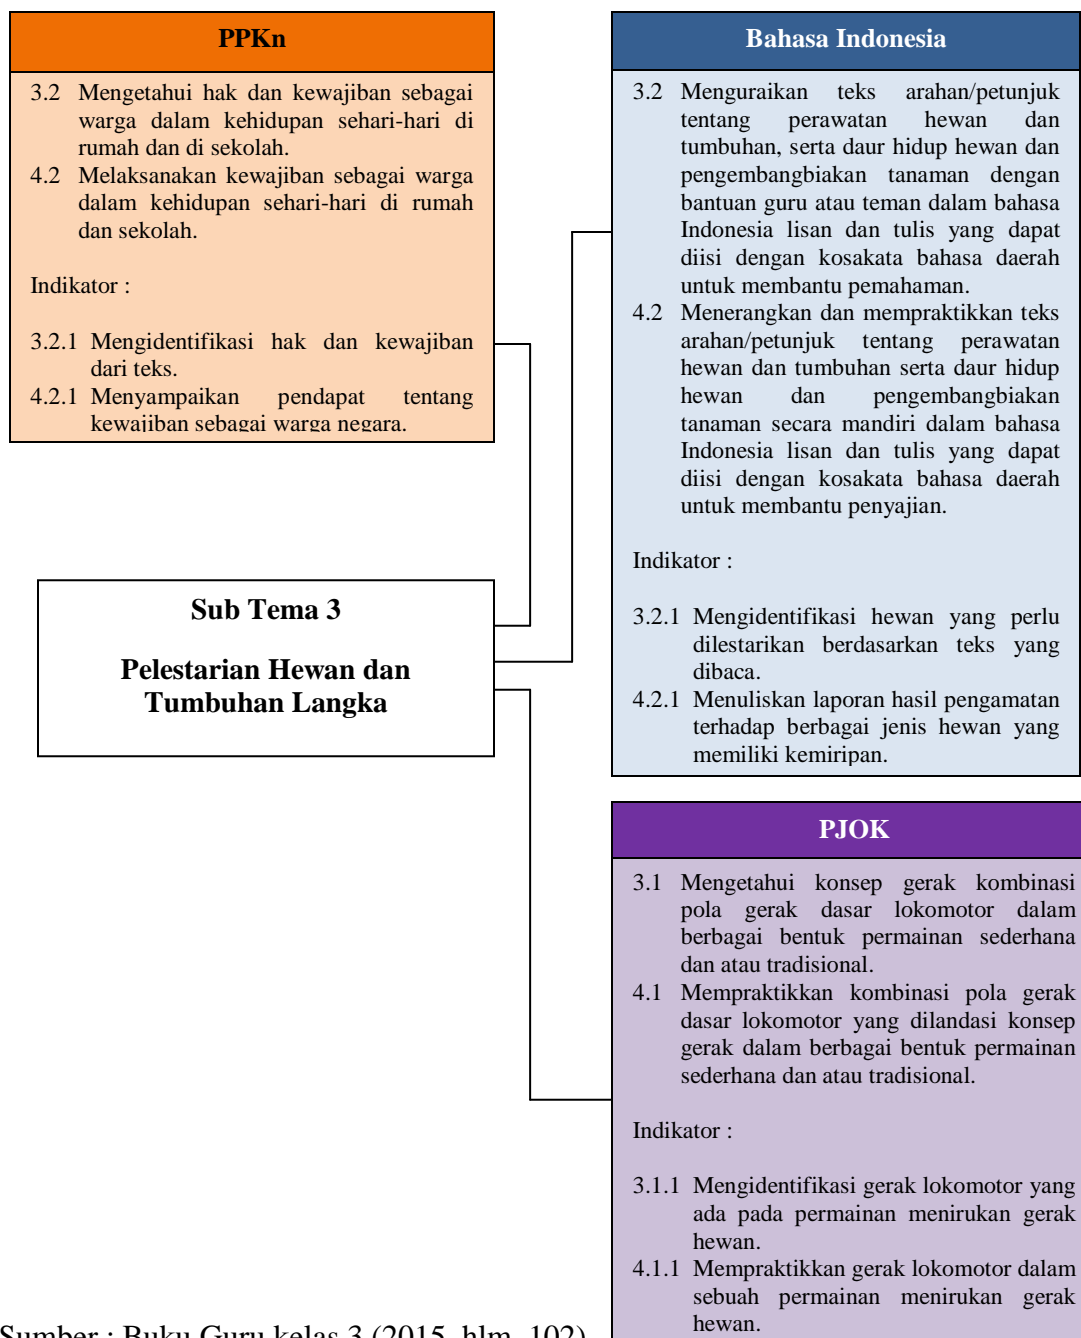 PPKn
3.2 Mengetahui hak dan kewajiban sebagai
warga dalam kehidupan sehari-hari di
rumah dan di sekolah.
4.2 Melaksanakan kewajiban sebagai warga
dalam kehidupan sehari-hari di rumah
dan sekolah.
Indikator :
3.2.1 Mengidentifikasi hak dan kewajiban
dari teks.
4.2.1 Menyampaikan pendapat tentang
kewajiban sebagai warga negara.
Bahasa Indonesia
3.2 Menguraikan teks arahan/petunjuk
tentang perawatan hewan dan
tumbuhan, serta daur hidup hewan dan
pengembangbiakan tanaman dengan
bantuan guru atau teman dalam bahasa
Indonesia lisan dan tulis yang dapat
diisi dengan kosakata bahasa daerah
untuk membantu pemahaman.
4.2 Menerangkan dan mempraktikkan teks
arahan/petunjuk tentang perawatan
hewan dan tumbuhan serta daur hidup
hewan dan pengembangbiakan
tanaman secara mandiri dalam bahasa
Indonesia lisan dan tulis yang dapat
diisi dengan kosakata bahasa daerah
untuk membantu penyajian.
Indikator :
3.2.1 Mengidentifikasi hewan yang perlu
dilestarikan berdasarkan teks yang
dibaca.
4.2.1 Menuliskan laporan hasil pengamatan
terhadap berbagai jenis hewan yang
memiliki kemiripan.
Sub Tema 3
Pelestarian Hewan dan
Tumbuhan Langka
PJOK
3.1 Mengetahui konsep gerak kombinasi
pola gerak dasar lokomotor dalam
berbagai bentuk permainan sederhana
dan atau tradisional.
4.1 Mempraktikkan kombinasi pola gerak
dasar lokomotor yang dilandasi konsep
gerak dalam berbagai bentuk permainan
sederhana dan atau tradisional.
Indikator :
3.1.1 Mengidentifikasi gerak lokomotor yang
ada pada permainan menirukan gerak
hewan.
4.1.1 Mempraktikkan gerak lokomotor dalam
sebuah permainan menirukan gerak
hewan.
Sumber : Buku Guru kelas 3 (2015, hlm. 102)